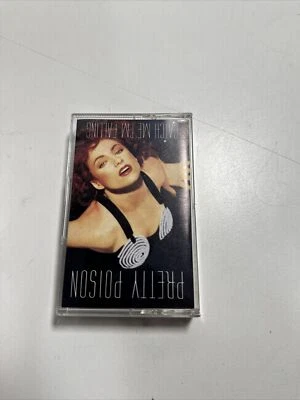 PRETTY POISON
CATCH ME I'M FALLING